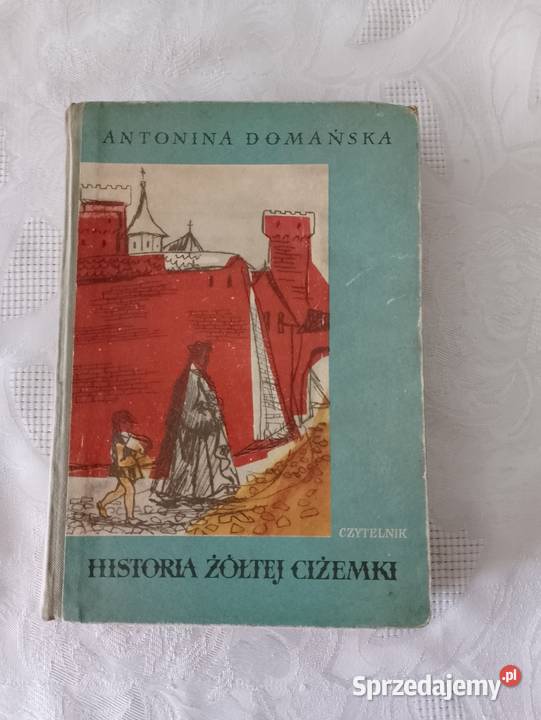 ANTONINA DOMAŃSKA
CZYTELNIK
HISTORIA ŻÓŁTEJ CIŻEMKI
Sprzedajemy.pl